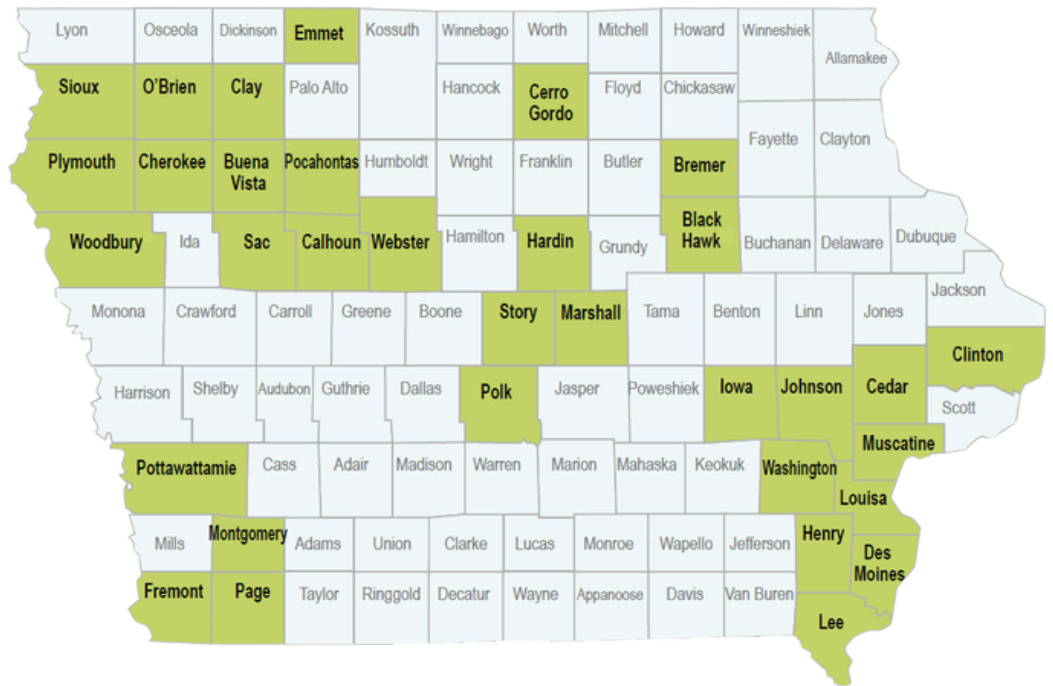 Lyon
Osceola
Dickinson
Emmet
Kossuth
Winnebago
Worth
Mitchell
Howard
Winneshiek
Allamakee
Sioux
O'Brien
Clay
Palo Alto
Hancock
Cerro
Gordo
Floyd
Chickasaw
Fayette
Clayton
Plymouth
Cherokee
Buena
Vista
Pocahontas
Humboldt
Wright
Franklin
Butler
Bremer
Woodbury
Ida
Sac
Calhoun
Webster
Hamilton
Hardin
Grundy
Black
Hawk
Buchanan
Delaware
Dubuque
Monona
Crawford
Carroll
Greene
Boone
Story
Marshall
Tama
Benton
Linn
Jones
Jackson
Clinton
Harrison
Shelby
Audubon
Guthrie
Dallas
Polk
Jasper
Poweshiek
Iowa
Johnson
Cedar
Scott
Muscatine
Pottawattamie
Cass
Adair
Madison
Warren
Marion
Mahaska
Keokuk
Washington
Louisa
Mills
Montgomery
Adams
Union
Clarke
Lucas
Monroe
Wapello
Jefferson
Henry
Des
Moines
Fremont
Page
Taylor
Ringgold
Decatur
Wayne
Appanoose
Davis
Van Buren
Lee